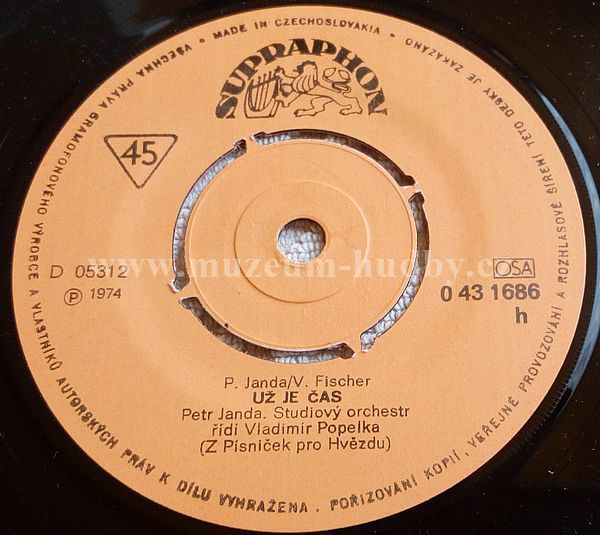 VŠECHNA PRÁVA GRAMOFONOVÉHO VÝROBCE A VLASTNÍKŮ AUTORSKÝCH PRÁV K DÍLU VYHRAŽENA. POŘIZOVÁNÍ KOPIÍ, VEŘEJNÉ PROVOZOVÁNÍ A ROZHLASOVÉ ŠÍŘENÍ TÉTO DESKY JE ZAKÁZÁNO • MADE IN CZECHOSLOVAKIA •
SUPRAPHON
45
www.muzeum-hudby.c
D 05312
Ⓟ 1974
OSA
0 43 1686
h
P. Janda/V. Fischer
UŽ JE ČAS
Petr Janda. Studiový orchestr
řídí Vladimír Popelka
(Z Písniček pro Hvězdu)